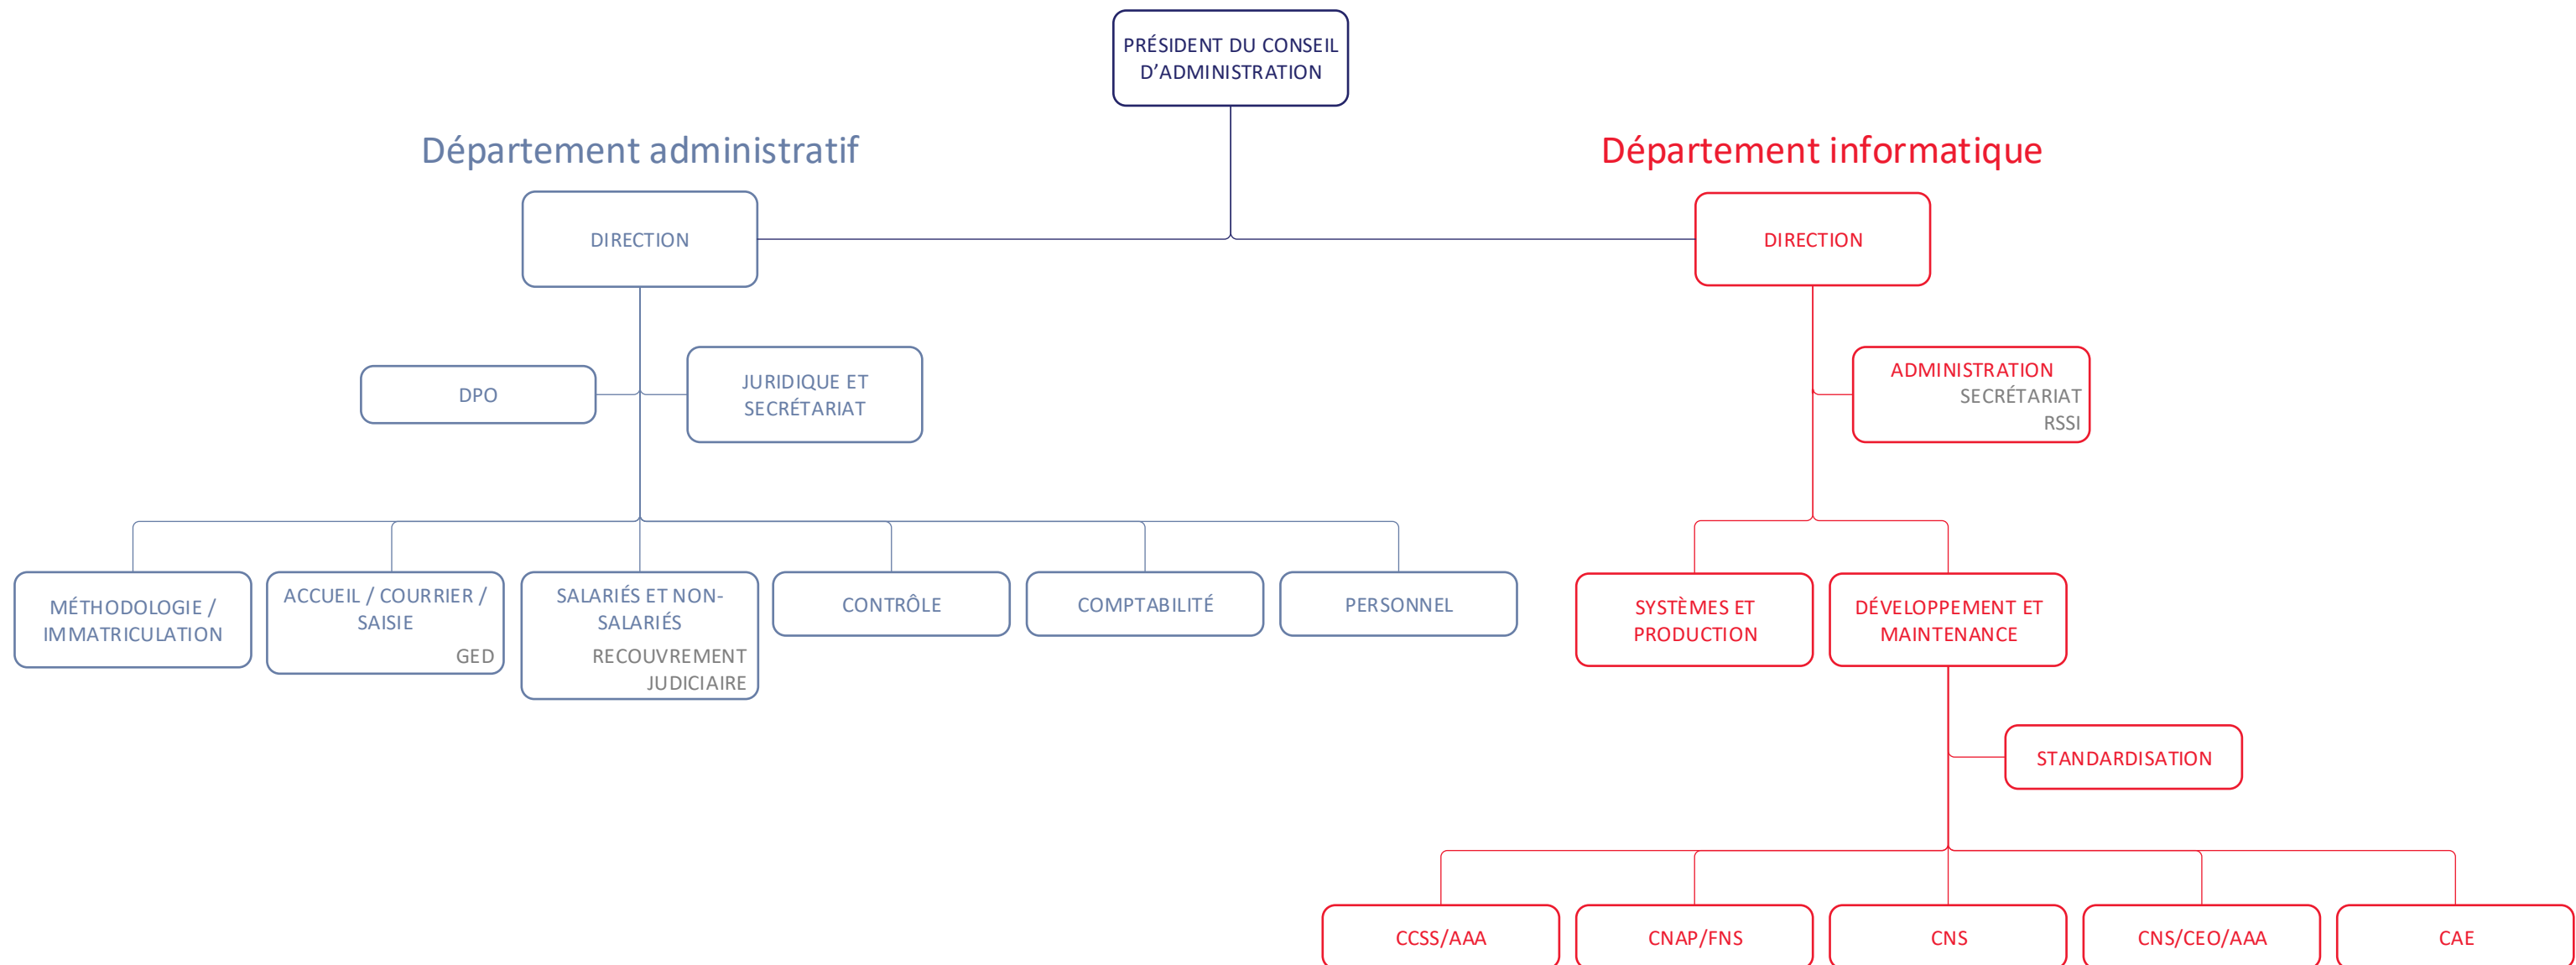 PRÉSIDENT DU CONSEIL
D’ADMINISTRATION
Département administratif
Département informatique
DIRECTION
DIRECTION
DPO
JURIDIQUE ET
SECRÉTARIAT
ADMINISTRATION
SECRÉTARIAT
RSSI
MÉTHODOLOGIE /
IMMATRICULATION
ACCUEIL / COURRIER /
SAISIE
GED
SALARIÉS ET NON-
SALARIÉS
RECOUVREMENT
JUDICIAIRE
CONTRÔLE
COMPTABILITÉ
PERSONNEL
SYSTÈMES ET
PRODUCTION
DÉVELOPPEMENT ET
MAINTENANCE
STANDARDISATION
CCSS/AAA
CNAP/FNS
CNS
CNS/CEO/AAA
CAE